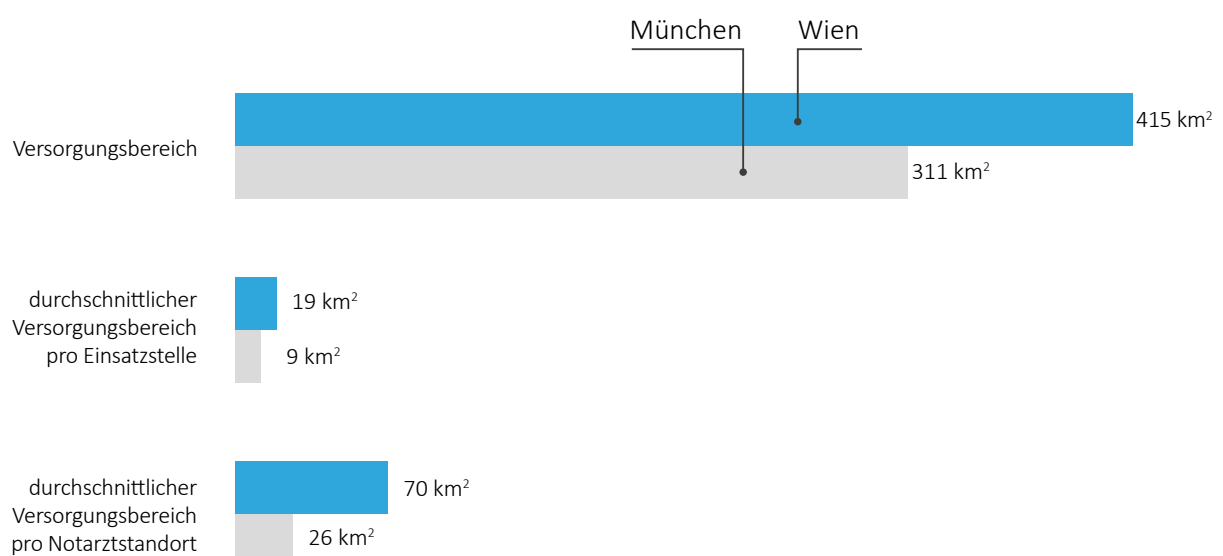 München Wien
415 km²
Versorgungsbereich
311 km²
durchschnittlicher
Versorgungsbereich
pro Einsatzstelle
19 km²
9 km²
durchschnittlicher
Versorgungsbereich
pro Notarztstandort
70 km²
26 km²